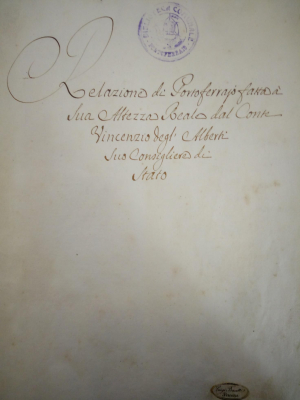 Relazione di Portoferrajo fatta a
Sua Altezza Reale dal Conte
Vincenzio degl' Alberti
suo Consigliere di
Stato